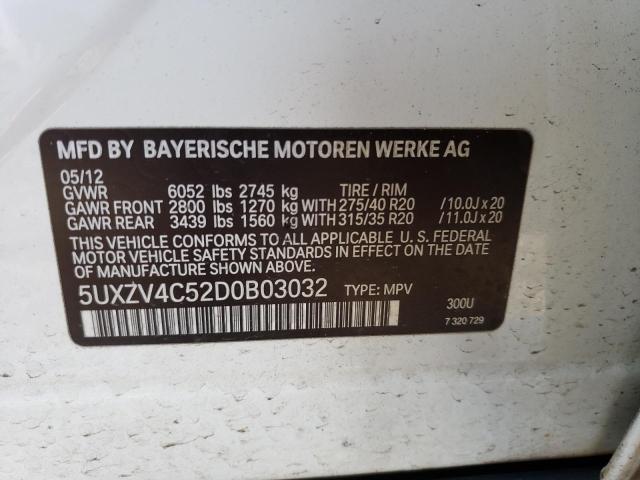 MFD BY BAYERISCHE MOTOREN WERKE AG
05/12
GVWR 6052 lbs 2745 kg TIRE / RIM
GAWR FRONT 2800 lbs 1270 kg WITH 275/40 R20 /10.0J x 20
GAWR REAR 3439 lbs 1560 kg WITH 315/35 R20 /11.0J x 20
THIS VEHICLE CONFORMS TO ALL APPLICABLE U. S. FEDERAL
MOTOR VEHICLE SAFETY STANDARDS IN EFFECT ON THE DATE
OF MANUFACTURE SHOWN ABOVE.
5UXZV4C52D0B03032 TYPE: MPV 300U
7 320 729